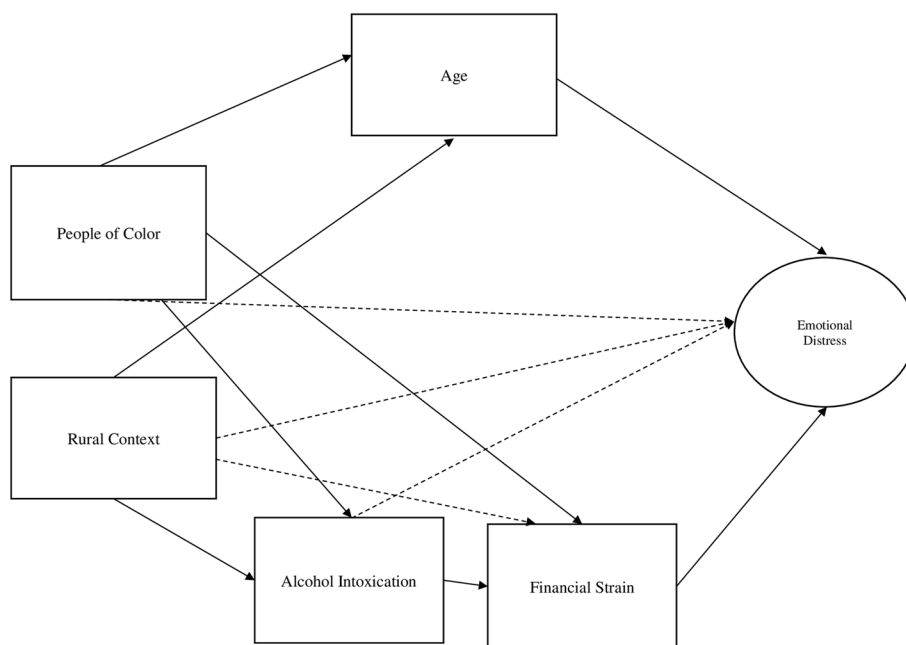 Age
People of Color
Emotional
Distress
Rural Context
Alcohol Intoxication
Financial Strain